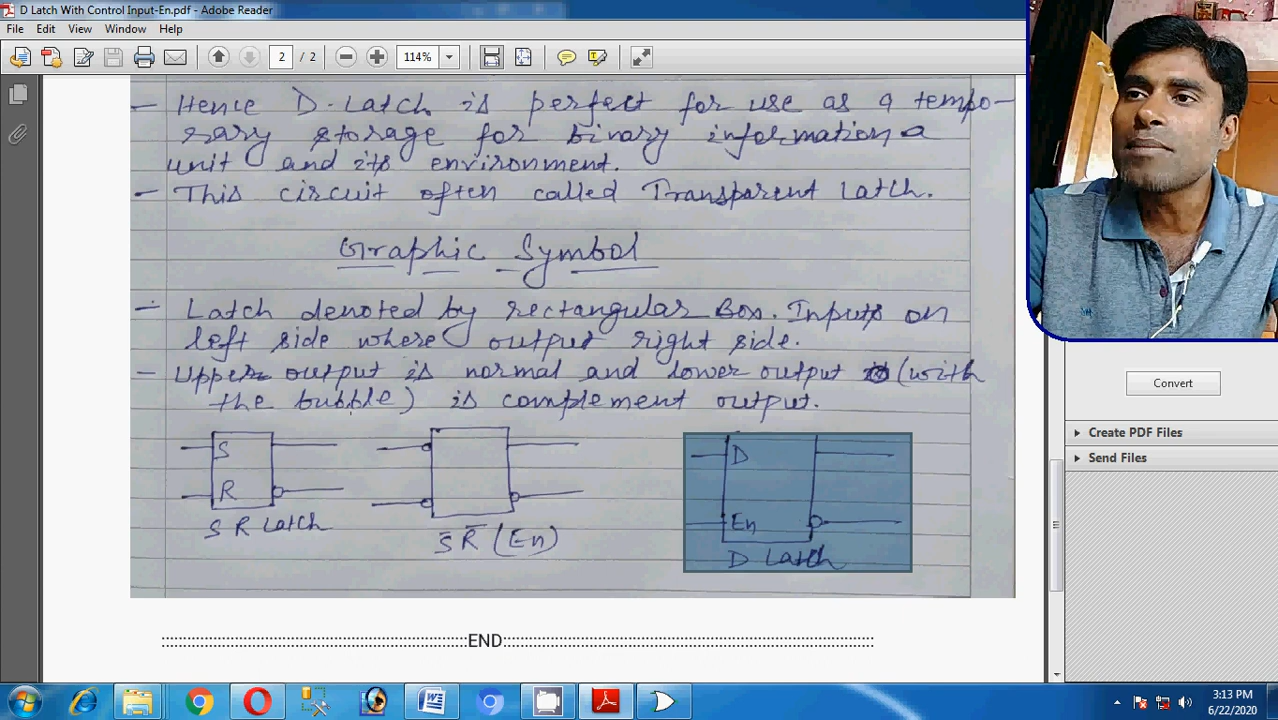 D Latch With Control Input-En.pdf - Adobe Reader
File Edit View Window Help
2 / 2 114%
- Hence D-Latch is perfect for use as a tempo-
rary storage for binary information a
unit and its environment.
- This circuit often called Transparent Latch.
Graphic Symbol
- Latch denoted by rectangular Box. Inputs on
left side where output right side.
- Upper output is normal and lower output (with
the bubble) is complement output.
S
R
S R Latch
S̅ R̅ (En)
D
En
D Latch
Convert
Create PDF Files
Send Files
:::::::::::::::::::::::::::::::::::::::::::::::::::::::::::::::::::::::::::END::::::::::::::::::::::::::::::::::::::::::::::::::::::::::::::::::::::::::::::::::::
3:13 PM
6/22/2020